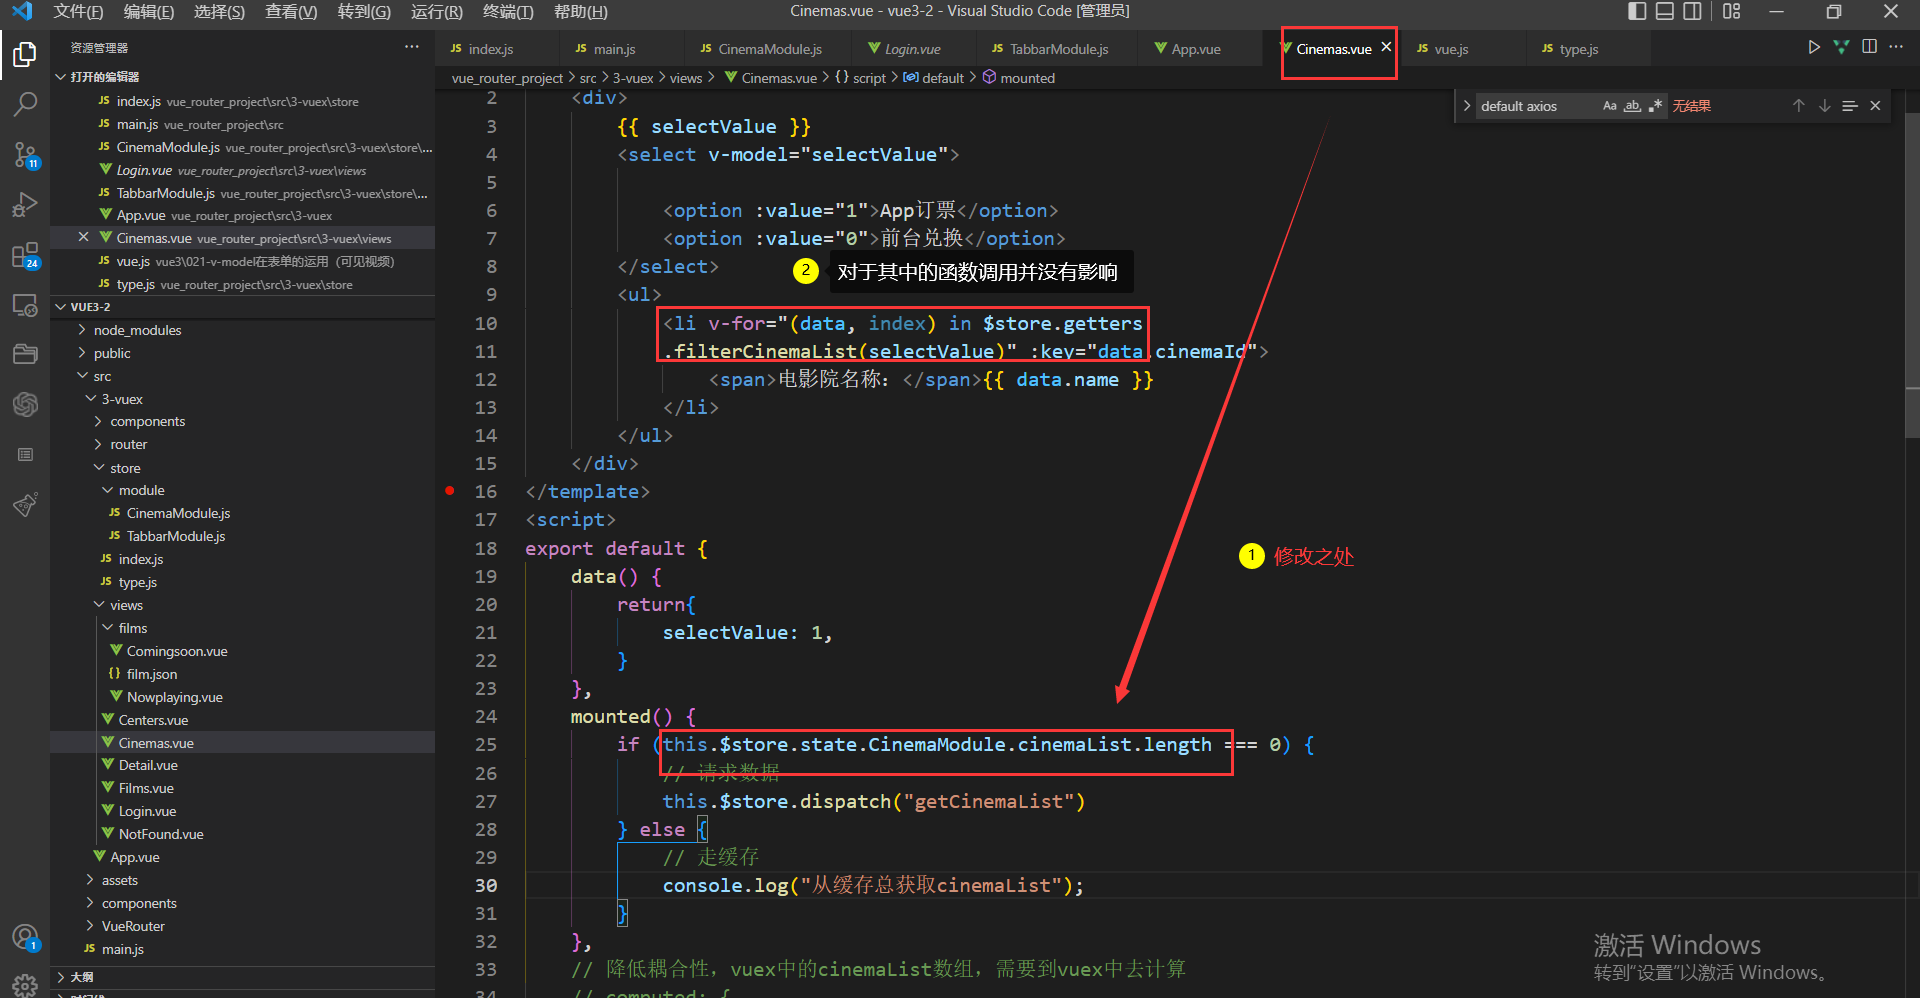 文件(F) 编辑(E) 选择(S) 查看(V) 转到(G) 运行(R) 终端(T) 帮助(H) Cinemas.vue - vue3-2 - Visual Studio Code [管理员]
资源管理器 ···
JS index.js JS main.js JS CinemaModule.js Login.vue JS TabbarModule.js App.vue Cinemas.vue JS vue.js JS type.js
vue_router_project > src > 3-vuex > views > Cinemas.vue > {} script > default > mounted
default axios Aa ab 无结果
打开的编辑器
JS index.js vue_router_project\src\3-vuex\store
JS main.js vue_router_project\src
JS CinemaModule.js vue_router_project\src\3-vuex\store\...
Login.vue vue_router_project\src\3-vuex\views
JS TabbarModule.js vue_router_project\src\3-vuex\store\...
App.vue vue_router_project\src\3-vuex
Cinemas.vue vue_router_project\src\3-vuex\views
JS vue.js vue3\021-v-model在表单的运用（可见视频）
JS type.js vue_router_project\src\3-vuex\store
VUE3-2
node_modules
public
src
3-vuex
components
router
store
module
JS CinemaModule.js
JS TabbarModule.js
JS index.js
JS type.js
views
films
Comingsoon.vue
{} film.json
Nowplaying.vue
Centers.vue
Cinemas.vue
Detail.vue
Films.vue
Login.vue
NotFound.vue
App.vue
assets
components
VueRouter
JS main.js
大纲
11
24
1
2 <div>
3 {{ selectValue }}
4 <select v-model="selectValue">
5
6 <option :value="1">App订票</option>
7 <option :value="0">前台兑换</option>
8 </select>
2 对于其中的函数调用并没有影响
9 <ul>
10 <li v-for="(data, index) in $store.getters
11 .filterCinemaList(selectValue)" :key="data.cinemaId">
12 <span>电影院名称：</span>{{ data.name }}
13 </li>
14 </ul>
15 </div>
16 </template>
17 <script>
18 export default {
1 修改之处
19 data() {
20 return{
21 selectValue: 1,
22 }
23 },
24 mounted() {
25 if (this.$store.state.CinemaModule.cinemaList.length === 0) {
26 // 请求数据
27 this.$store.dispatch("getCinemaList")
28 } else {
29 // 走缓存
30 console.log("从缓存总获取cinemaList");
31 }
32 },
33 // 降低耦合性，vuex中的cinemaList数组，需要到vuex中去计算
34 // computed: {
激活 Windows
转到"设置"以激活 Windows。